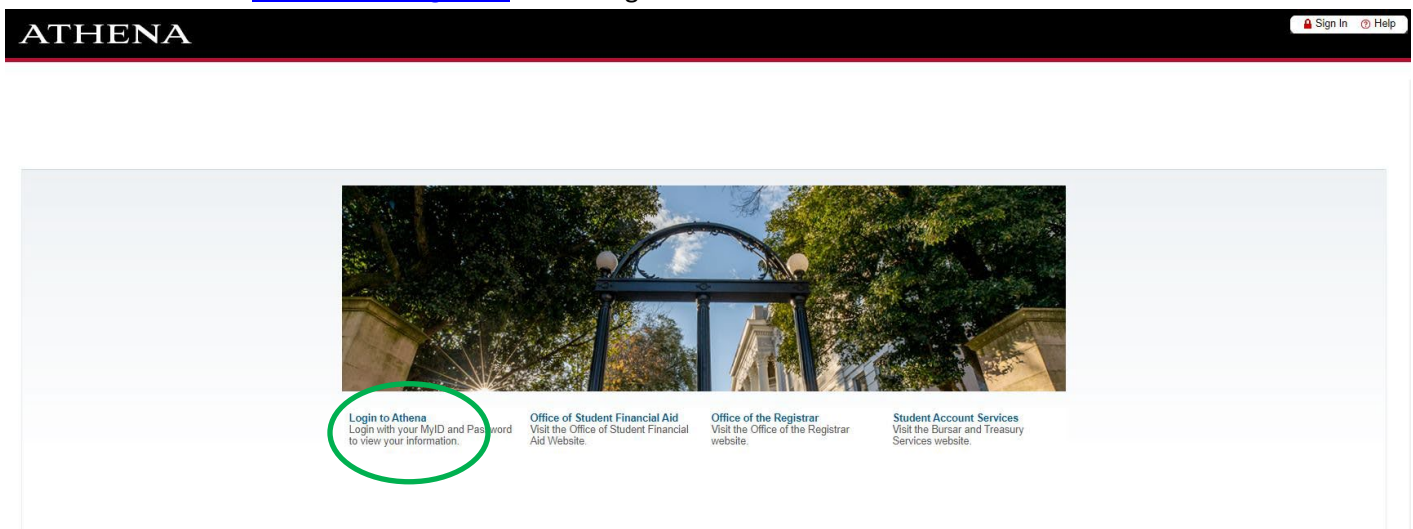 ATHENA
Sign In Help
Login to Athena
Login with your MyID and Password
to view your information.
Office of Student Financial Aid
Visit the Office of Student Financial
Aid Website.
Office of the Registrar
Visit the Office of the Registrar
website.
Student Account Services
Visit the Bursar and Treasury
Services website.